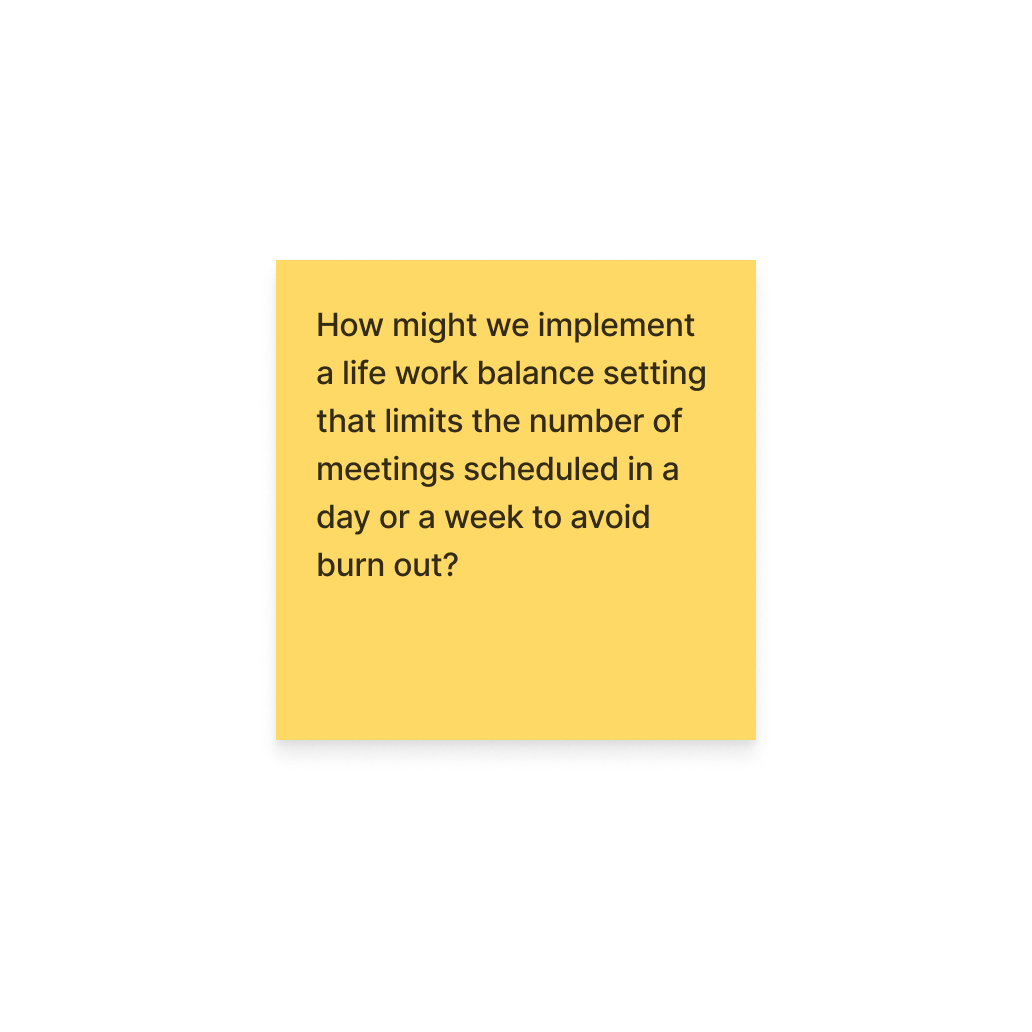 How might we implement
a life work balance setting
that limits the number of
meetings scheduled in a
day or a week to avoid
burn out?